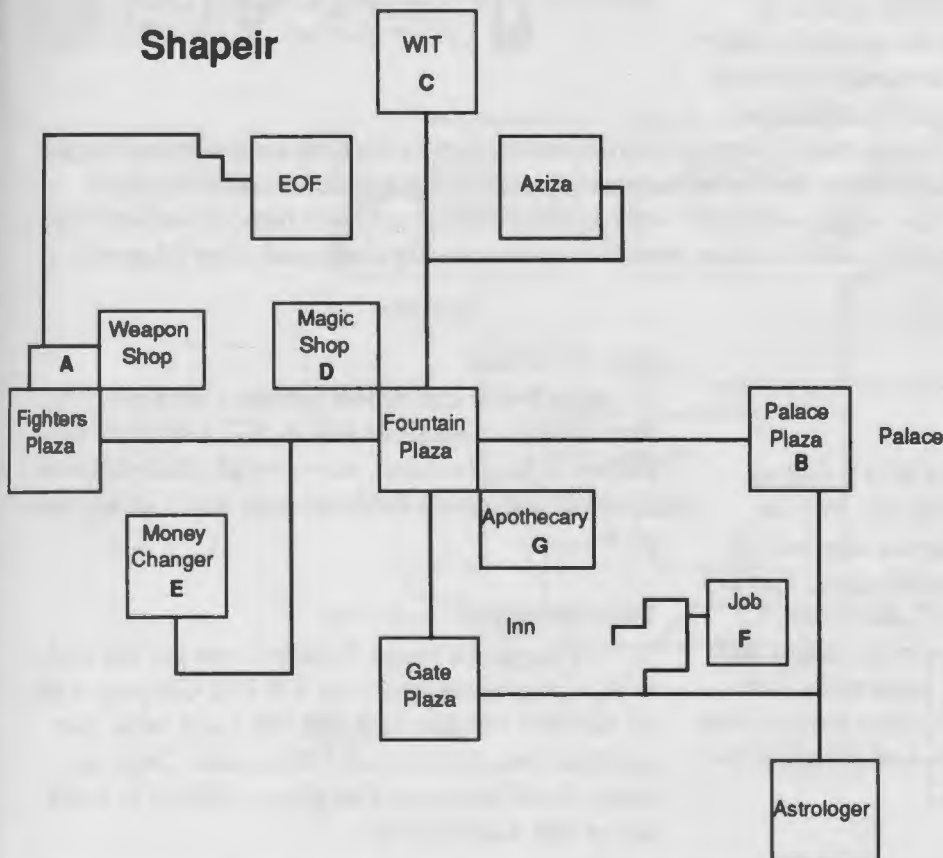 Shapeir
WIT
C
EOF
Aziza
Weapon
Shop
A
Magic
Shop
D
Fighters
Plaza
Fountain
Plaza
Palace
Plaza
B
Palace
Money
Changer
E
Apothecary
G
Inn
Job
F
Gate
Plaza
Astrologer